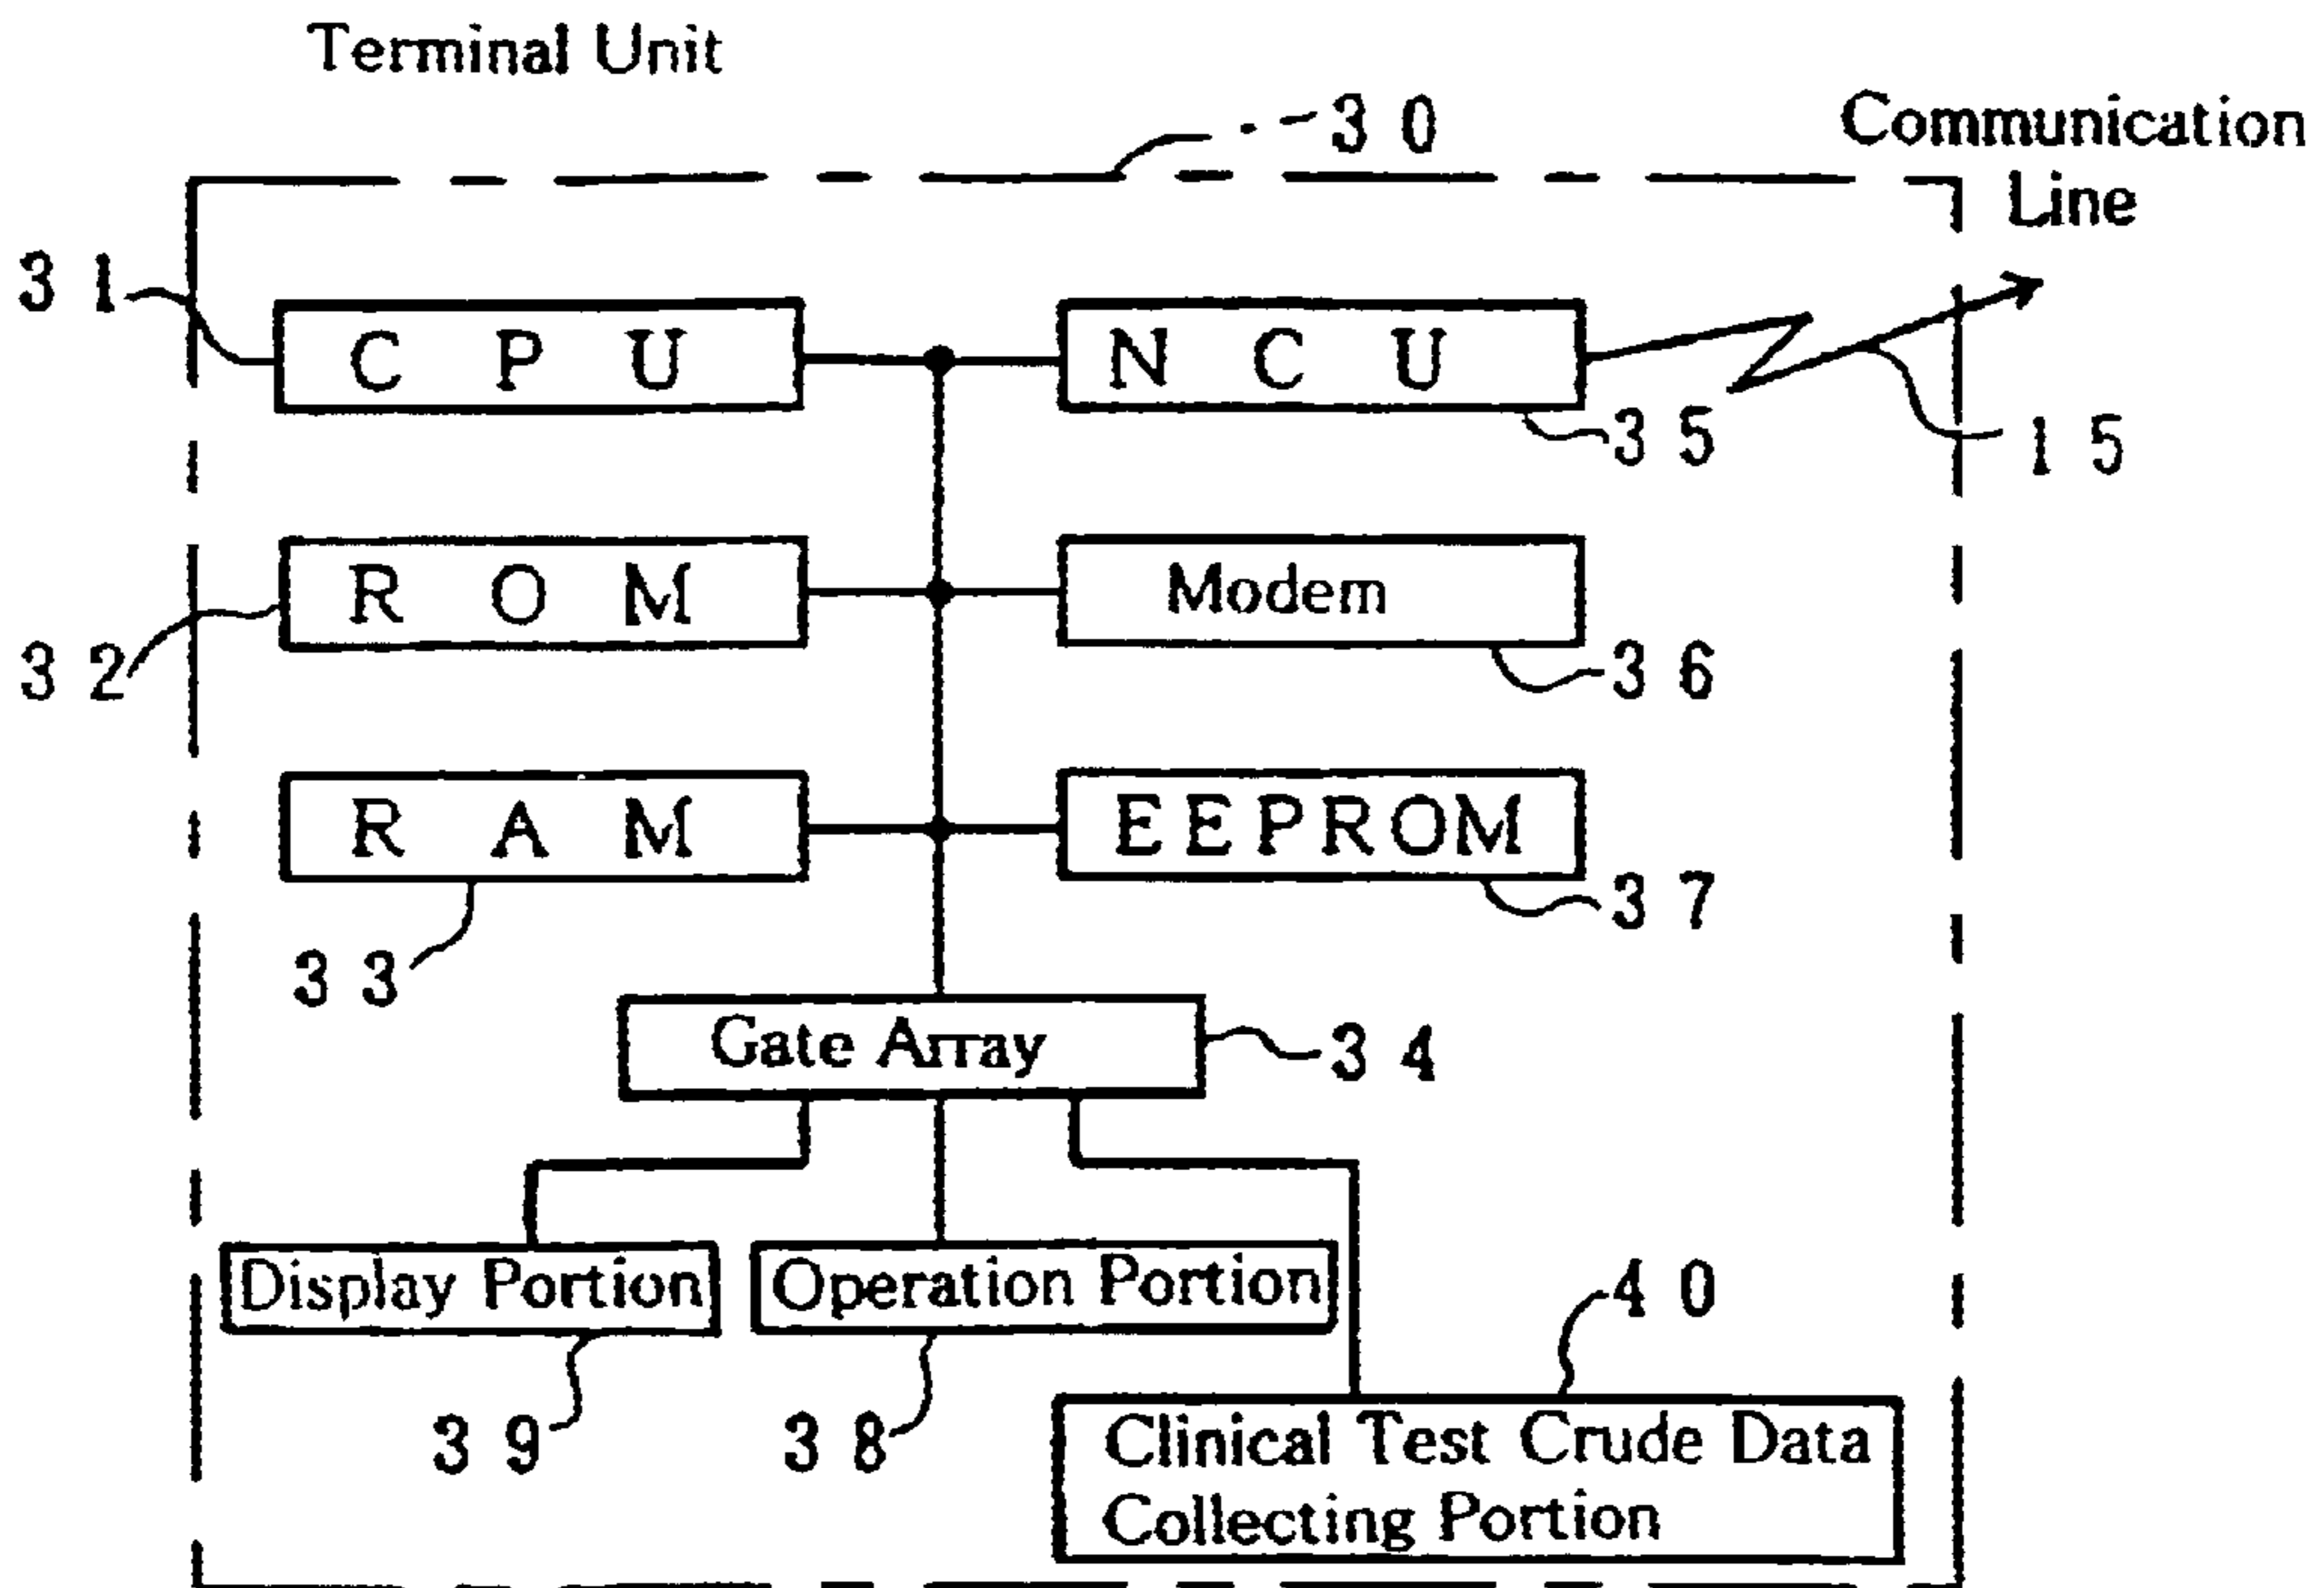 Terminal Unit
30
Communication
Line
31
CPU
NCU
35
15
ROM
Modem
32
36
RAM
EEPROM
37
33
Gate Array
34
Display Portion
Operation Portion
40
39
38
Clinical Test Crude Data
Collecting Portion